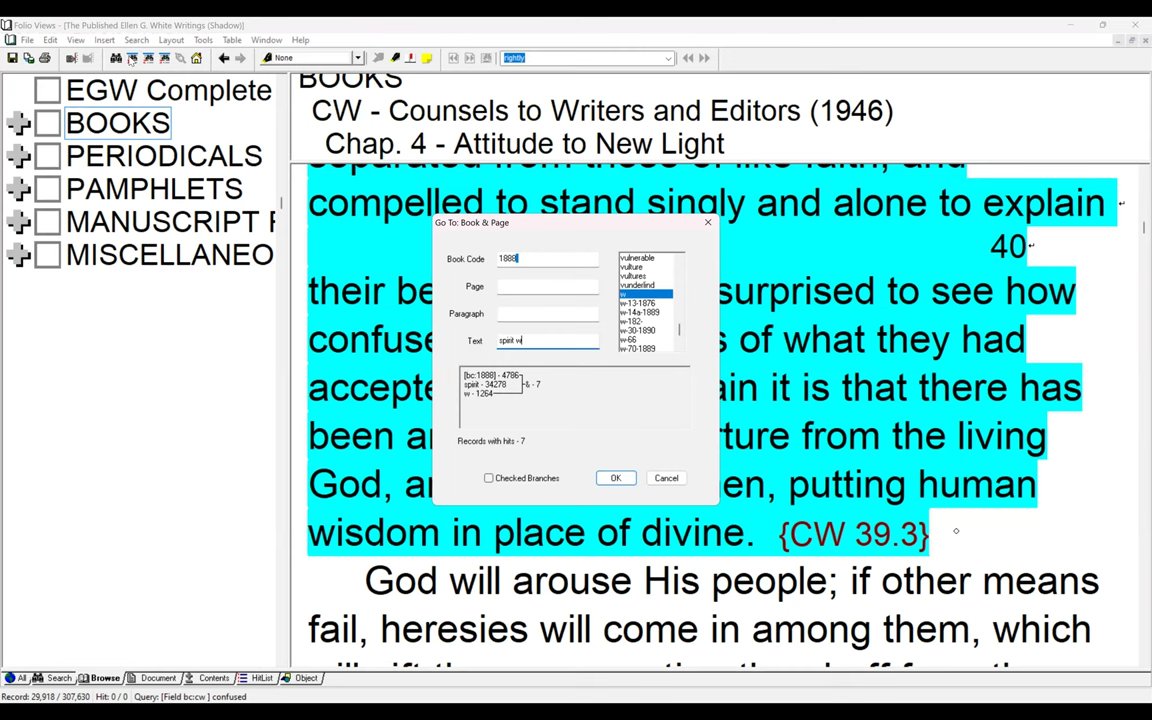 Folio Views - [The Published Ellen G. White Writings (Shadow)]
File Edit View Insert Search Layout Tools Table Window Help
None
rightly
EGW Complete
BOOKS
PERIODICALS
PAMPHLETS
MANUSCRIPT
MISCELLANEO
BOOKS
CW - Counsels to Writers and Editors (1946)
Chap. 4 - Attitude to New Light
separated from those of like faith, and
compelled to stand singly and alone to explain
40
their be surprised to see how
confuse s of what they had
accepte ain it is that there has
been a rture from the living
God, a en, putting human
wisdom in place of divine. {CW 39.3}
God will arouse His people; if other means
fail, heresies will come in among them, which
Go To: Book & Page
Book Code 1888
Page
Paragraph
Text spirit w
vulnerable
vulture
vultures
vunderlind
w
w-13-1876
w-14a-1889
w-182-
w-30-1890
w-66
w-70-1889
[bc:1888] - 4786
spirit - 34278 & - 7
w - 1264
Records with hits - 7
Checked Branches OK Cancel
All Search Browse Document Contents HitList Object
Record: 29,918 / 307,630 Hit: 0 / 0 Query: [Field bc:cw ] confused